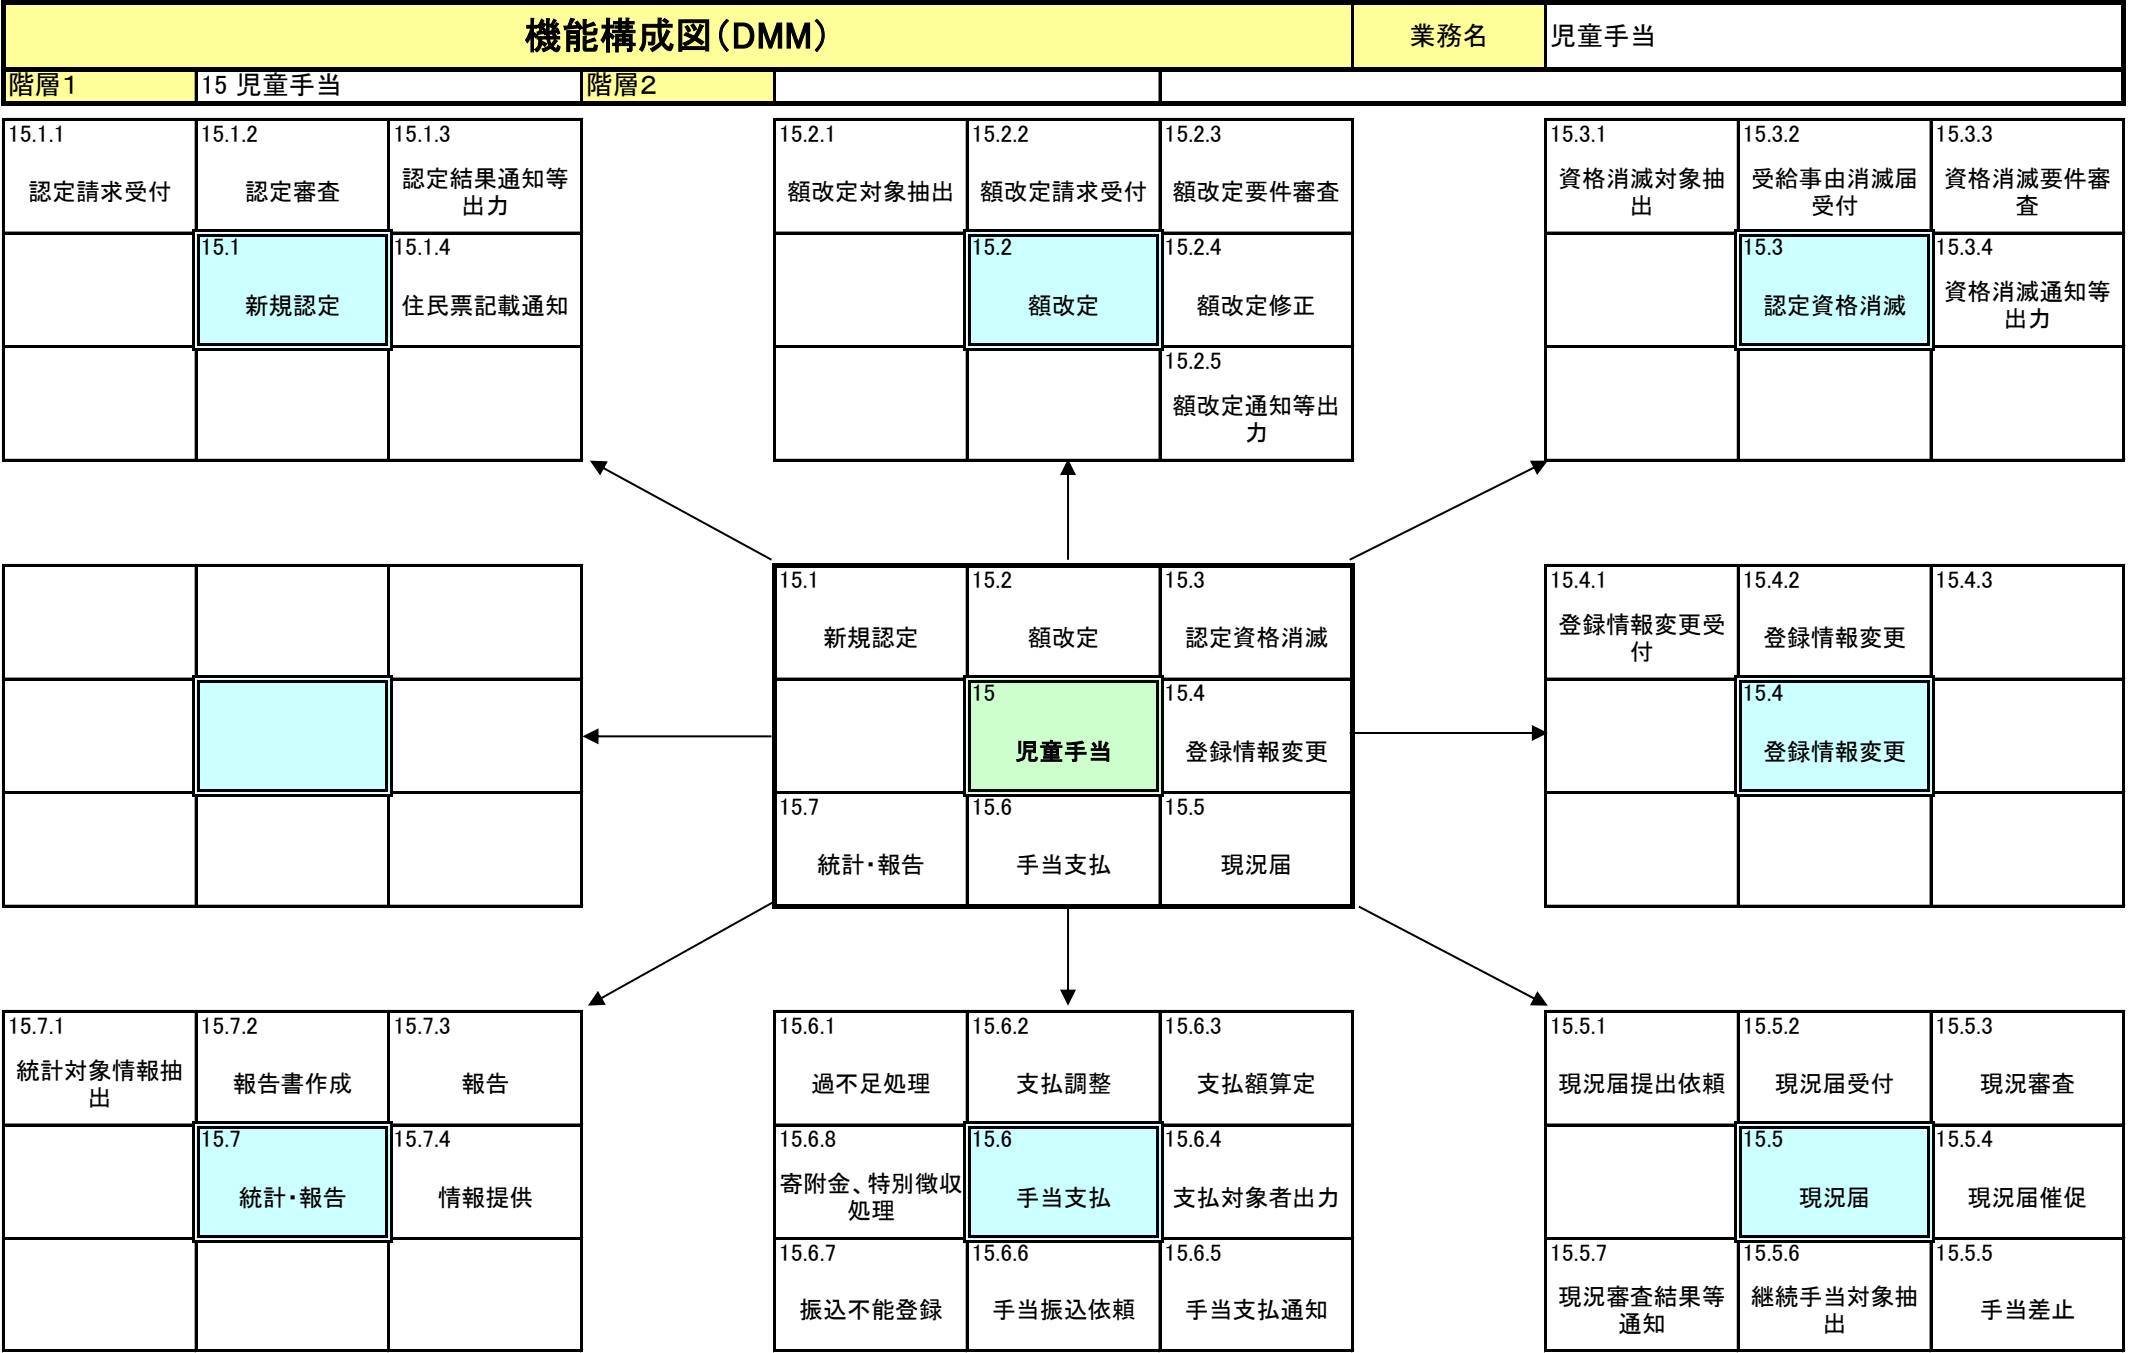 機能構成図（DMM）
業務名
児童手当
階層１
15 児童手当
階層２
15.1.1
認定請求受付
15.1.2
認定審査
15.1.3
認定結果通知等
出力
15.1
新規認定
15.1.4
住民票記載通知
15.2.1
額改定対象抽出
15.2.2
額改定請求受付
15.2.3
額改定要件審査
15.2
額改定
15.2.4
額改定修正
15.2.5
額改定通知等出
力
15.3.1
資格消滅対象抽
出
15.3.2
受給事由消滅届
受付
15.3.3
資格消滅要件審
査
15.3
認定資格消滅
15.3.4
資格消滅通知等
出力
15.1
新規認定
15.2
額改定
15.3
認定資格消滅
15
児童手当
15.4
登録情報変更
15.7
統計・報告
15.6
手当支払
15.5
現況届
15.4.1
登録情報変更受
付
15.4.2
登録情報変更
15.4.3
15.4
登録情報変更
15.7.1
統計対象情報抽
出
15.7.2
報告書作成
15.7.3
報告
15.7
統計・報告
15.7.4
情報提供
15.6.1
過不足処理
15.6.2
支払調整
15.6.3
支払額算定
15.6.8
寄附金、特別徴収
処理
15.6
手当支払
15.6.4
支払対象者出力
15.6.7
振込不能登録
15.6.6
手当振込依頼
15.6.5
手当支払通知
15.5.1
現況届提出依頼
15.5.2
現況届受付
15.5.3
現況審査
15.5
現況届
15.5.4
現況届催促
15.5.7
現況審査結果等
通知
15.5.6
継続手当対象抽
出
15.5.5
手当差止